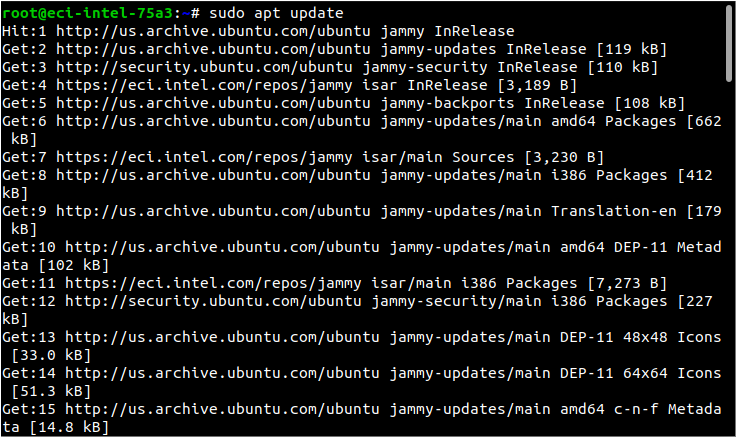 root@eci-intel-75a3:~# sudo apt update
Hit:1 http://us.archive.ubuntu.com/ubuntu jammy InRelease
Get:2 http://us.archive.ubuntu.com/ubuntu jammy-updates InRelease [119 kB]
Get:3 http://security.ubuntu.com/ubuntu jammy-security InRelease [110 kB]
Get:4 https://eci.intel.com/repos/jammy isar InRelease [3,189 B]
Get:5 http://us.archive.ubuntu.com/ubuntu jammy-backports InRelease [108 kB]
Get:6 http://us.archive.ubuntu.com/ubuntu jammy-updates/main amd64 Packages [662
 kB]
Get:7 https://eci.intel.com/repos/jammy isar/main Sources [3,230 B]
Get:8 http://us.archive.ubuntu.com/ubuntu jammy-updates/main i386 Packages [412
kB]
Get:9 http://us.archive.ubuntu.com/ubuntu jammy-updates/main Translation-en [179
 kB]
Get:10 http://us.archive.ubuntu.com/ubuntu jammy-updates/main amd64 DEP-11 Metad
ata [102 kB]
Get:11 https://eci.intel.com/repos/jammy isar/main i386 Packages [7,273 B]
Get:12 http://security.ubuntu.com/ubuntu jammy-security/main i386 Packages [227
kB]
Get:13 http://us.archive.ubuntu.com/ubuntu jammy-updates/main DEP-11 48x48 Icons
 [33.0 kB]
Get:14 http://us.archive.ubuntu.com/ubuntu jammy-updates/main DEP-11 64x64 Icons
 [51.3 kB]
Get:15 http://us.archive.ubuntu.com/ubuntu jammy-updates/main amd64 c-n-f Metada
ta [14.8 kB]